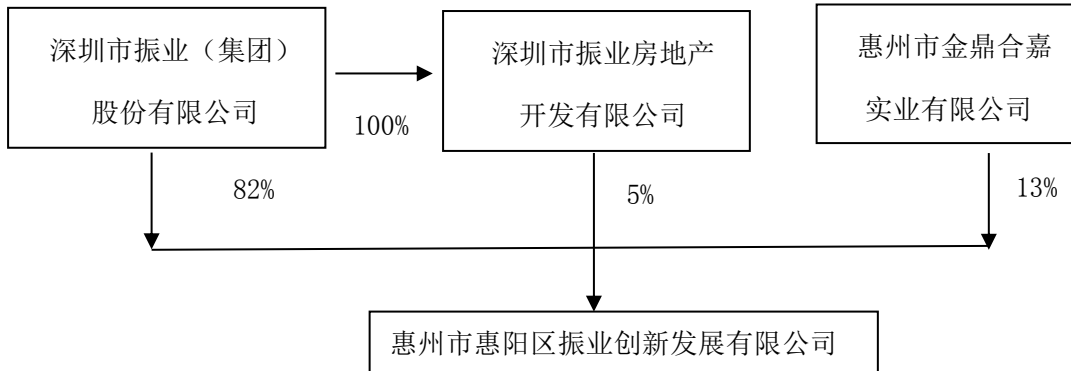 深圳市振业（集团）
股份有限公司
100%
深圳市振业房地产
开发有限公司
惠州市金鼎合嘉
实业有限公司
82%
5%
13%
惠州市惠阳区振业创新发展有限公司